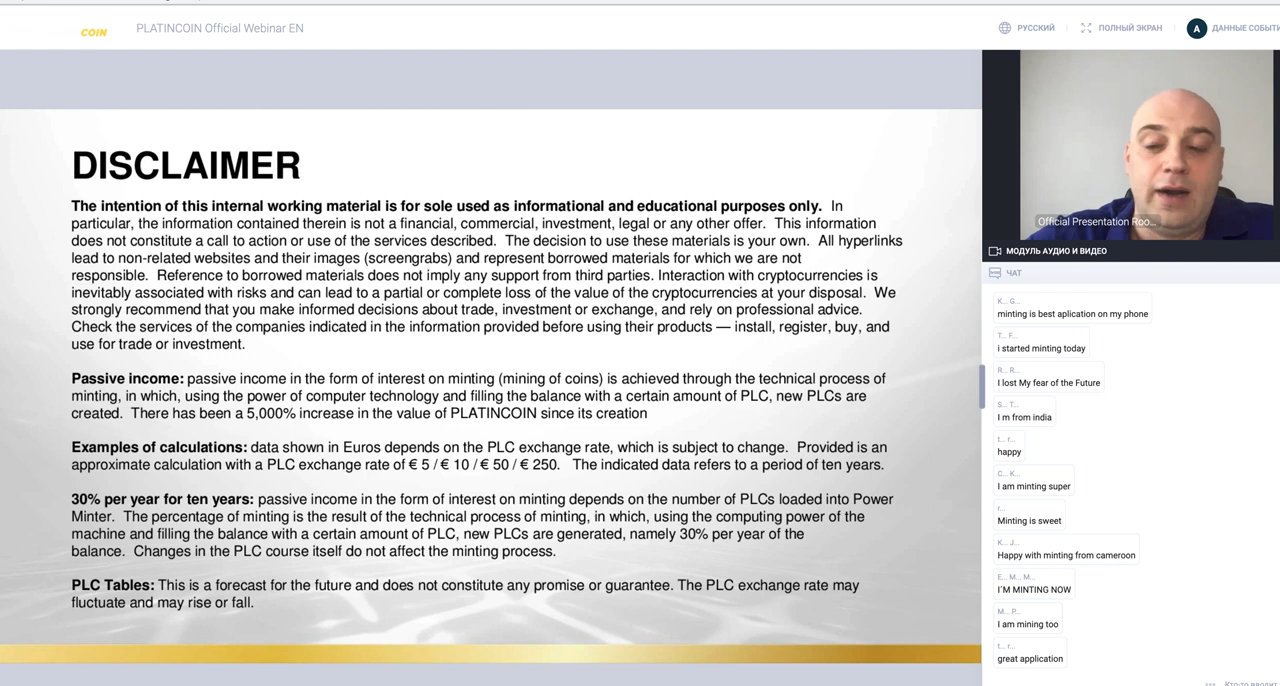 COIN
PLATINCOIN Official Webinar EN
РУССКИЙ
ПОЛНЫЙ ЭКРАН
A
ДАННЫЕ СОБЫТИ
DISCLAIMER
The intention of this internal working material is for sole used as informational and educational purposes only. In
particular, the information contained therein is not a financial, commercial, investment, legal or any other offer. This information
does not constitute a call to action or use of the services described. The decision to use these materials is your own. All hyperlinks
lead to non-related websites and their images (screengrabs) and represent borrowed materials for which we are not
responsible. Reference to borrowed materials does not imply any support from third parties. Interaction with cryptocurrencies is
inevitably associated with risks and can lead to a partial or complete loss of the value of the cryptocurrencies at your disposal. We
strongly recommend that you make informed decisions about trade, investment or exchange, and rely on professional advice.
Check the services of the companies indicated in the information provided before using their products — install, register, buy, and
use for trade or investment.
Passive income: passive income in the form of interest on minting (mining of coins) is achieved through the technical process of
minting, in which, using the power of computer technology and filling the balance with a certain amount of PLC, new PLCs are
created. There has been a 5,000% increase in the value of PLATINCOIN since its creation
Examples of calculations: data shown in Euros depends on the PLC exchange rate, which is subject to change. Provided is an
approximate calculation with a PLC exchange rate of € 5 / € 10 / € 50 / € 250. The indicated data refers to a period of ten years.
30% per year for ten years: passive income in the form of interest on minting depends on the number of PLCs loaded into Power
Minter. The percentage of minting is the result of the technical process of minting, in which, using the computing power of the
machine and filling the balance with a certain amount of PLC, new PLCs are generated, namely 30% per year of the
balance. Changes in the PLC course itself do not affect the minting process.
PLC Tables: This is a forecast for the future and does not constitute any promise or guarantee. The PLC exchange rate may
fluctuate and may rise or fall.
Official Presentation Roo...
МОДУЛЬ АУДИО И ВИДЕО
ЧАТ
K... G...
minting is best aplication on my phone
T... F...
i started minting today
R... R...
I lost My fear of the Future
S... T...
I m from india
t... r...
happy
C... K...
I am minting super
r...
Minting is sweet
K... J...
Happy with minting from cameroon
E... M... M...
I´M MINTING NOW
M... P...
I am mining too
t... r...
great application